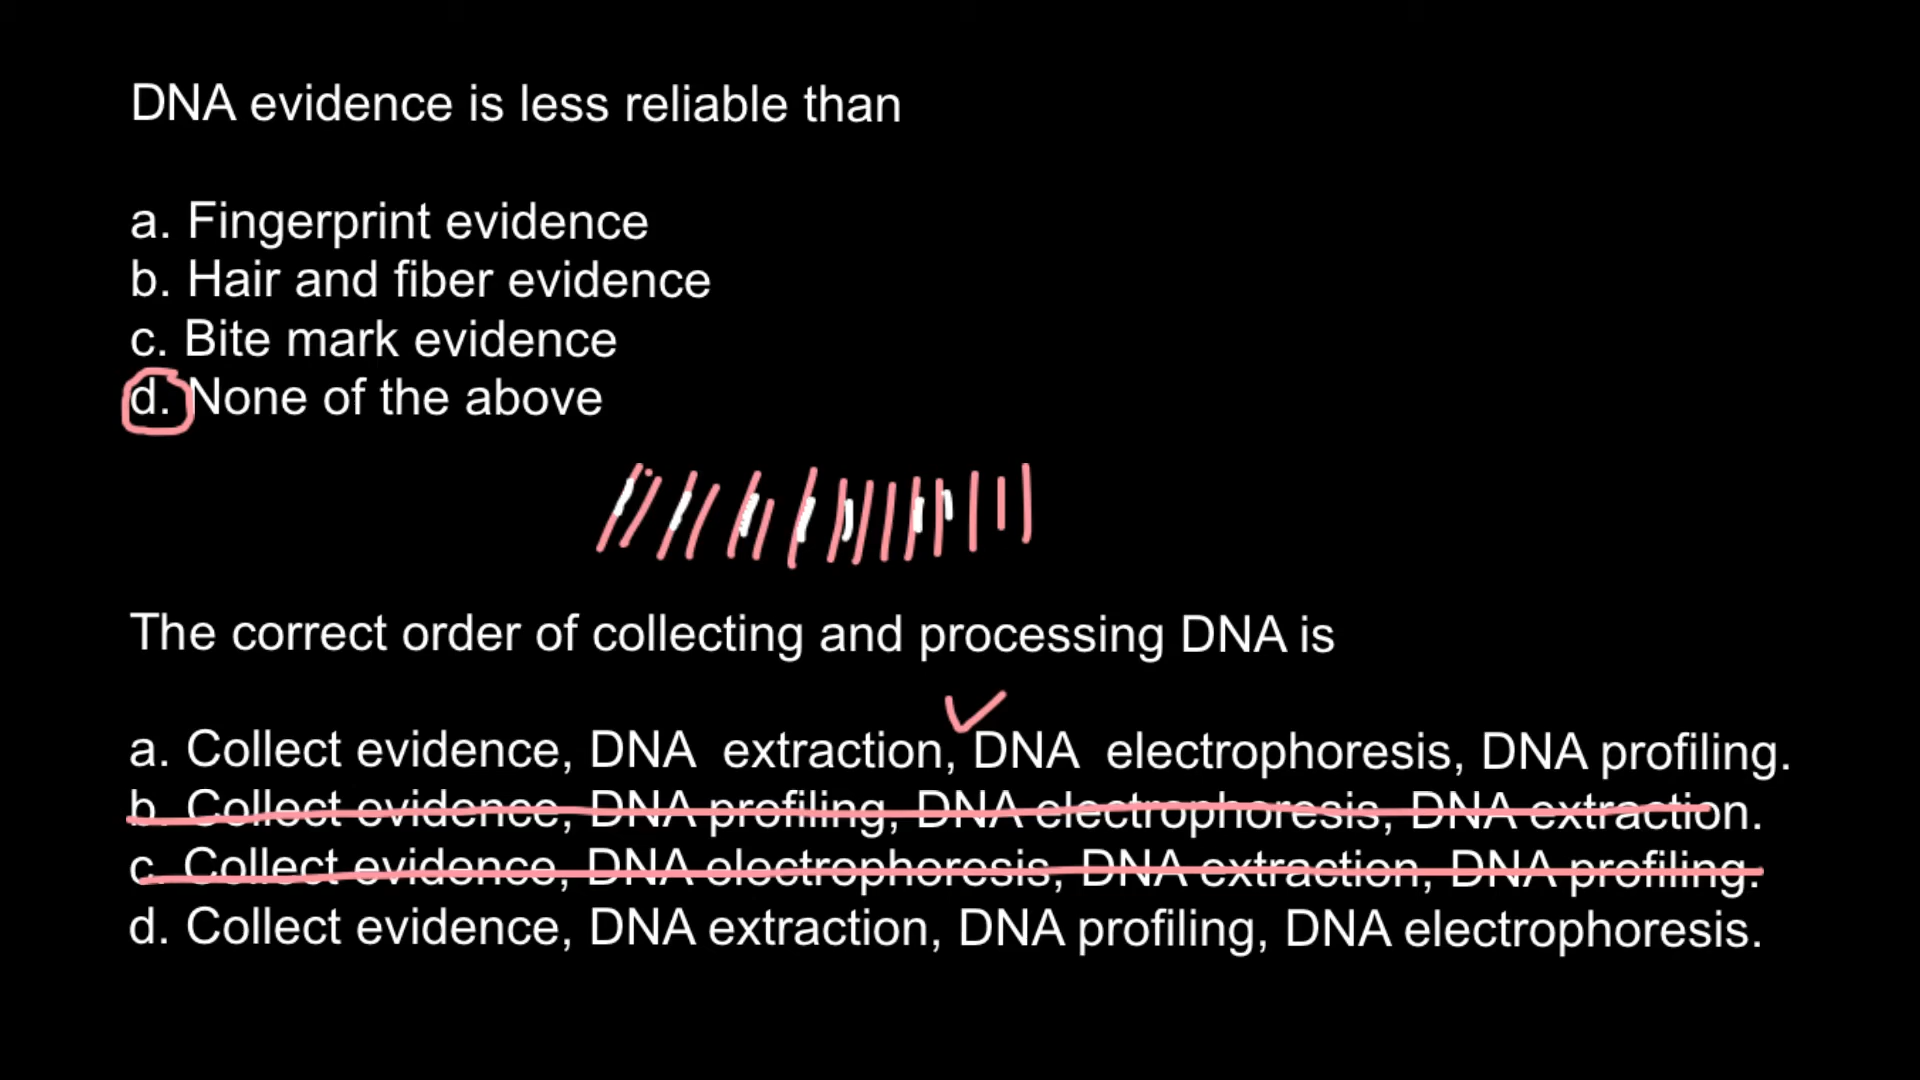 DNA evidence is less reliable than
a. Fingerprint evidence
b. Hair and fiber evidence
c. Bite mark evidence
d. None of the above
The correct order of collecting and processing DNA is
a. Collect evidence, DNA extraction, DNA electrophoresis, DNA profiling.
b. Collect evidence, DNA profiling, DNA electrophoresis, DNA extraction.
c. Collect evidence, DNA electrophoresis, DNA extraction, DNA profiling.
d. Collect evidence, DNA extraction, DNA profiling, DNA electrophoresis.